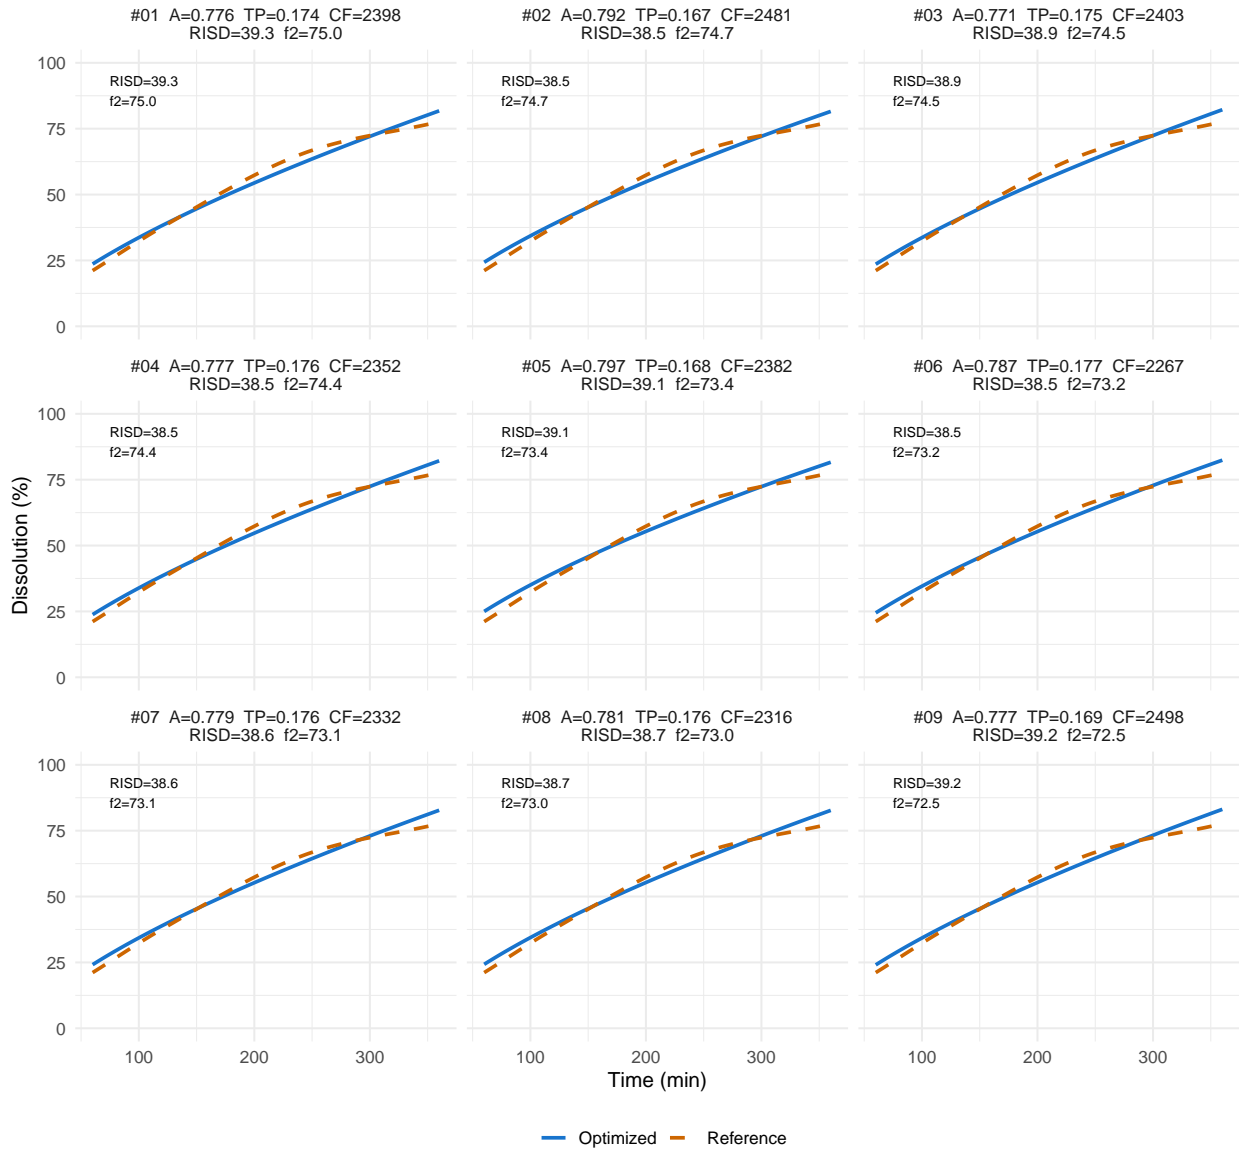 #01 A=0.776 TP=0.174 CF=2398
RISD=39.3 f2=75.0
#02 A=0.792 TP=0.167 CF=2481
RISD=38.5 f2=74.7
#03 A=0.771 TP=0.175 CF=2403
RISD=38.9 f2=74.5
100
75
50
25
0
RISD=39.3
f2=75.0
RISD=38.5
f2=74.7
RISD=38.9
f2=74.5
#04 A=0.777 TP=0.176 CF=2352
RISD=38.5 f2=74.4
#05 A=0.797 TP=0.168 CF=2382
RISD=39.1 f2=73.4
#06 A=0.787 TP=0.177 CF=2267
RISD=38.5 f2=73.2
100
75
50
25
0
RISD=38.5
f2=74.4
RISD=39.1
f2=73.4
RISD=38.5
f2=73.2
Dissolution (%)
#07 A=0.779 TP=0.176 CF=2332
RISD=38.6 f2=73.1
#08 A=0.781 TP=0.176 CF=2316
RISD=38.7 f2=73.0
#09 A=0.777 TP=0.169 CF=2498
RISD=39.2 f2=72.5
100
75
50
25
0
RISD=38.6
f2=73.1
RISD=38.7
f2=73.0
RISD=39.2
f2=72.5
100 200 300
100 200 300
100 200 300
Time (min)
Optimized Reference